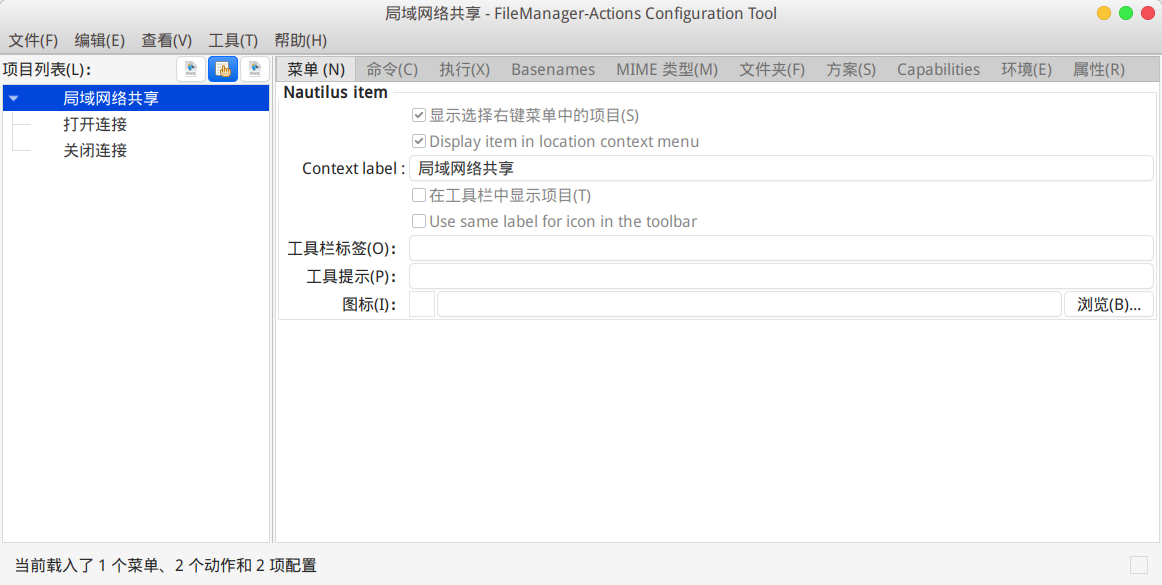 局域网络共享 - FileManager-Actions Configuration Tool
文件(F) 编辑(E) 查看(V) 工具(T) 帮助(H)
项目列表(L)：
局域网络共享
打开连接
关闭连接
菜单 (N) 命令(C) 执行(X) Basenames MIME 类型(M) 文件夹(F) 方案(S) Capabilities 环境(E) 属性(R)
Nautilus item
显示选择右键菜单中的项目(S)
Display item in location context menu
Context label : 局域网络共享
在工具栏中显示项目(T)
Use same label for icon in the toolbar
工具栏标签(O)：
工具提示(P)：
图标(I)： 浏览(B)...
当前载入了 1 个菜单、2 个动作和 2 项配置